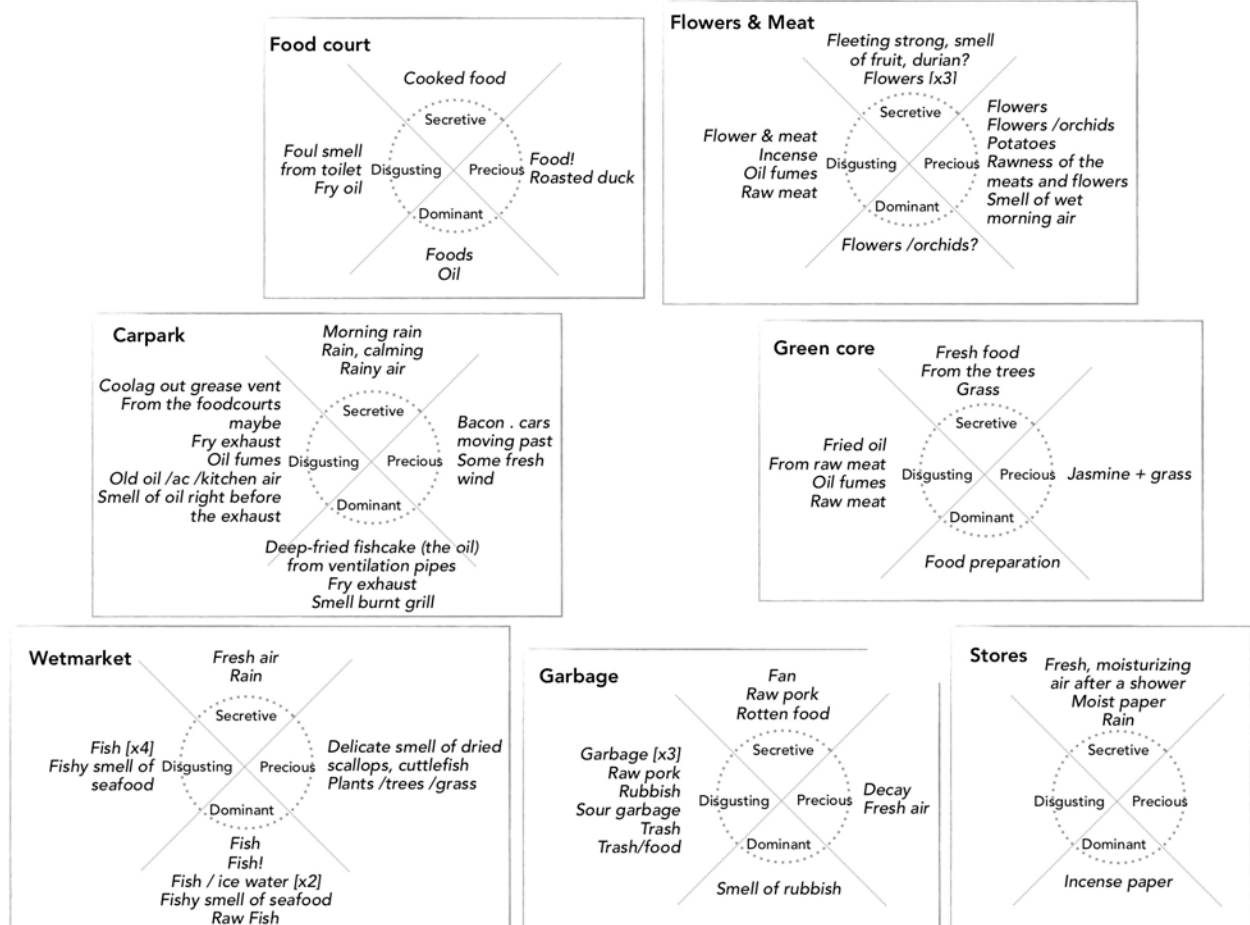 Food court
Cooked food
Secretive
Foul smell
from toilet
Fry oil
Disgusting
Precious
Food!
Roasted duck
Dominant
Foods
Oil
Flowers & Meat
Fleeting strong, smell
of fruit, durian?
Flowers [x3]
Secretive
Flower & meat
Incense
Oil fumes
Raw meat
Disgusting
Precious
Flowers
Flowers /orchids
Potatoes
Rawness of the
meats and flowers
Smell of wet
morning air
Dominant
Flowers /orchids?
Carpark
Morning rain
Rain, calming
Rainy air
Secretive
Coolag out grease vent
From the foodcourts
maybe
Fry exhaust
Oil fumes
Old oil /ac /kitchen air
Smell of oil right before
the exhaust
Disgusting
Precious
Bacon . cars
moving past
Some fresh
wind
Dominant
Deep-fried fishcake (the oil)
from ventilation pipes
Fry exhaust
Smell burnt grill
Green core
Fresh food
From the trees
Grass
Secretive
Fried oil
From raw meat
Oil fumes
Raw meat
Disgusting
Precious
Jasmine + grass
Dominant
Food preparation
Wetmarket
Fresh air
Rain
Secretive
Fish [x4]
Fishy smell of
seafood
Disgusting
Precious
Delicate smell of dried
scallops, cuttlefish
Plants /trees /grass
Dominant
Fish
Fish!
Fish / ice water [x2]
Fishy smell of seafood
Raw Fish
Garbage
Fan
Raw pork
Rotten food
Secretive
Garbage [x3]
Raw pork
Rubbish
Sour garbage
Trash
Trash/food
Disgusting
Precious
Decay
Fresh air
Dominant
Smell of rubbish
Stores
Fresh, moisturizing
air after a shower
Moist paper
Rain
Secretive
Disgusting
Precious
Dominant
Incense paper